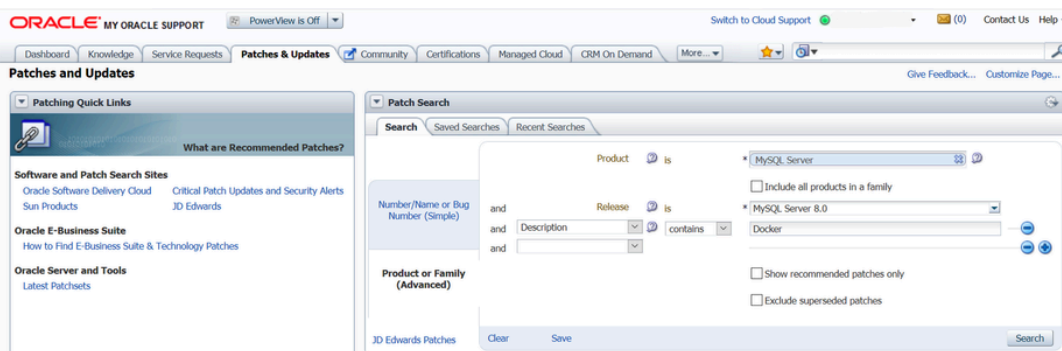 ORACLE MY ORACLE SUPPORT PowerView is Off Switch to Cloud Support (0) Contact Us Help
Dashboard Knowledge Service Requests Patches & Updates Community Certifications Managed Cloud CRM On Demand More...
Patches and Updates
Give Feedback... Customize Page...
Patching Quick Links
What are Recommended Patches?
Software and Patch Search Sites
Oracle Software Delivery Cloud Critical Patch Updates and Security Alerts
Sun Products JD Edwards
Oracle E-Business Suite
How to Find E-Business Suite & Technology Patches
Oracle Server and Tools
Latest Patchsets
Patch Search
Search Saved Searches Recent Searches
Number/Name or Bug
Number (Simple)
Product or Family
(Advanced)
JD Edwards Patches
Product is * MySQL Server
Include all products in a family
and Release is * MySQL Server 8.0
and Description contains Docker
and
Show recommended patches only
Exclude superseded patches
Clear Save Search